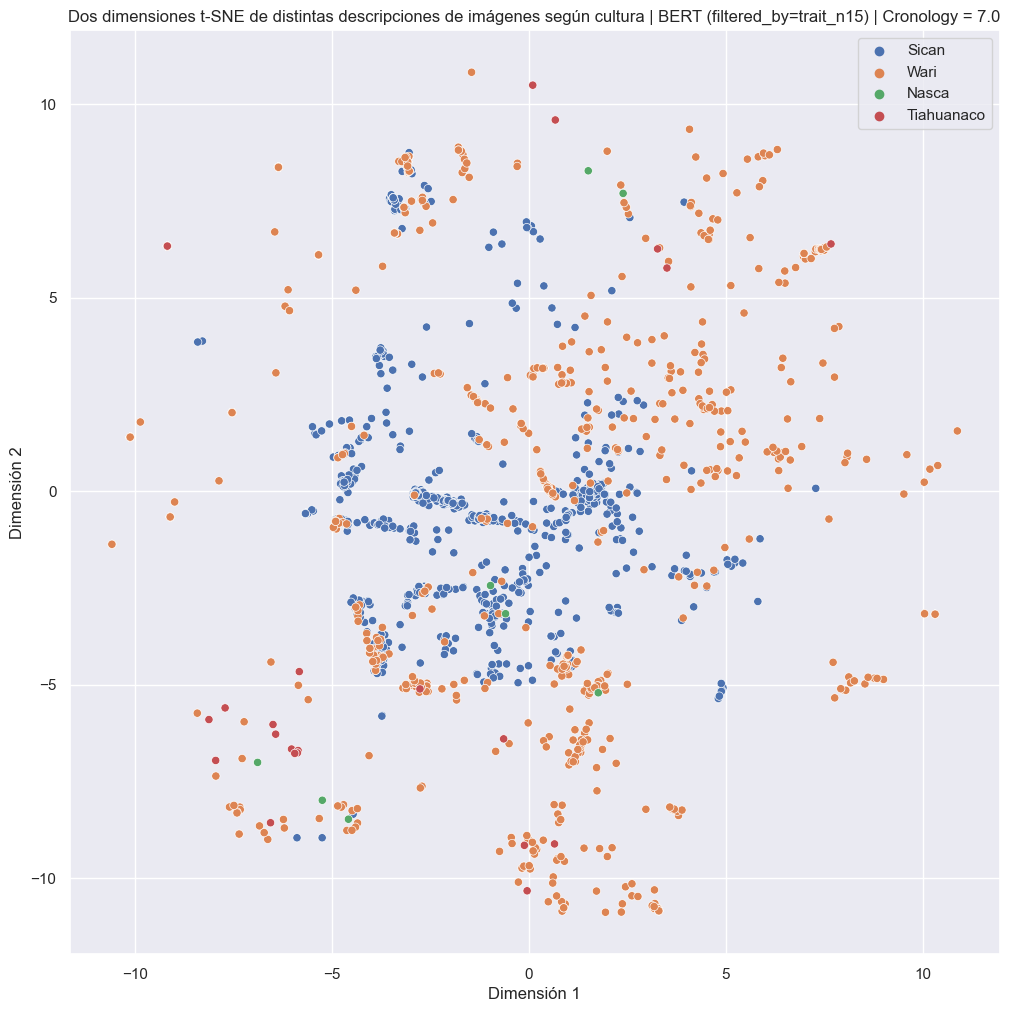 Dos dimensiones t-SNE de distintas descripciones de imágenes según cultura | BERT (filtered_by=trait_n15) | Cronology = 7.0
Sican
Wari
Nasca
Tiahuanaco
10
5
0
−5
−10
Dimensión 2
−10
−5
0
5
10
Dimensión 1